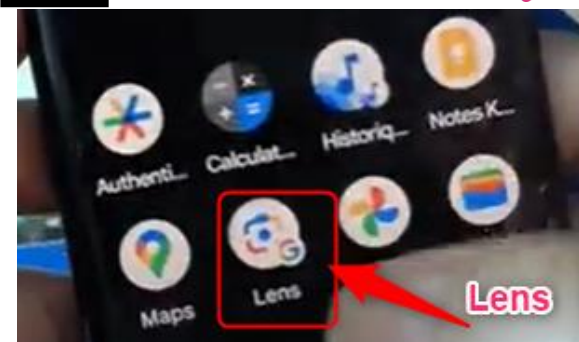 Authenti...
Calculat...
Historiq...
Notes K...
Maps
Lens
Lens